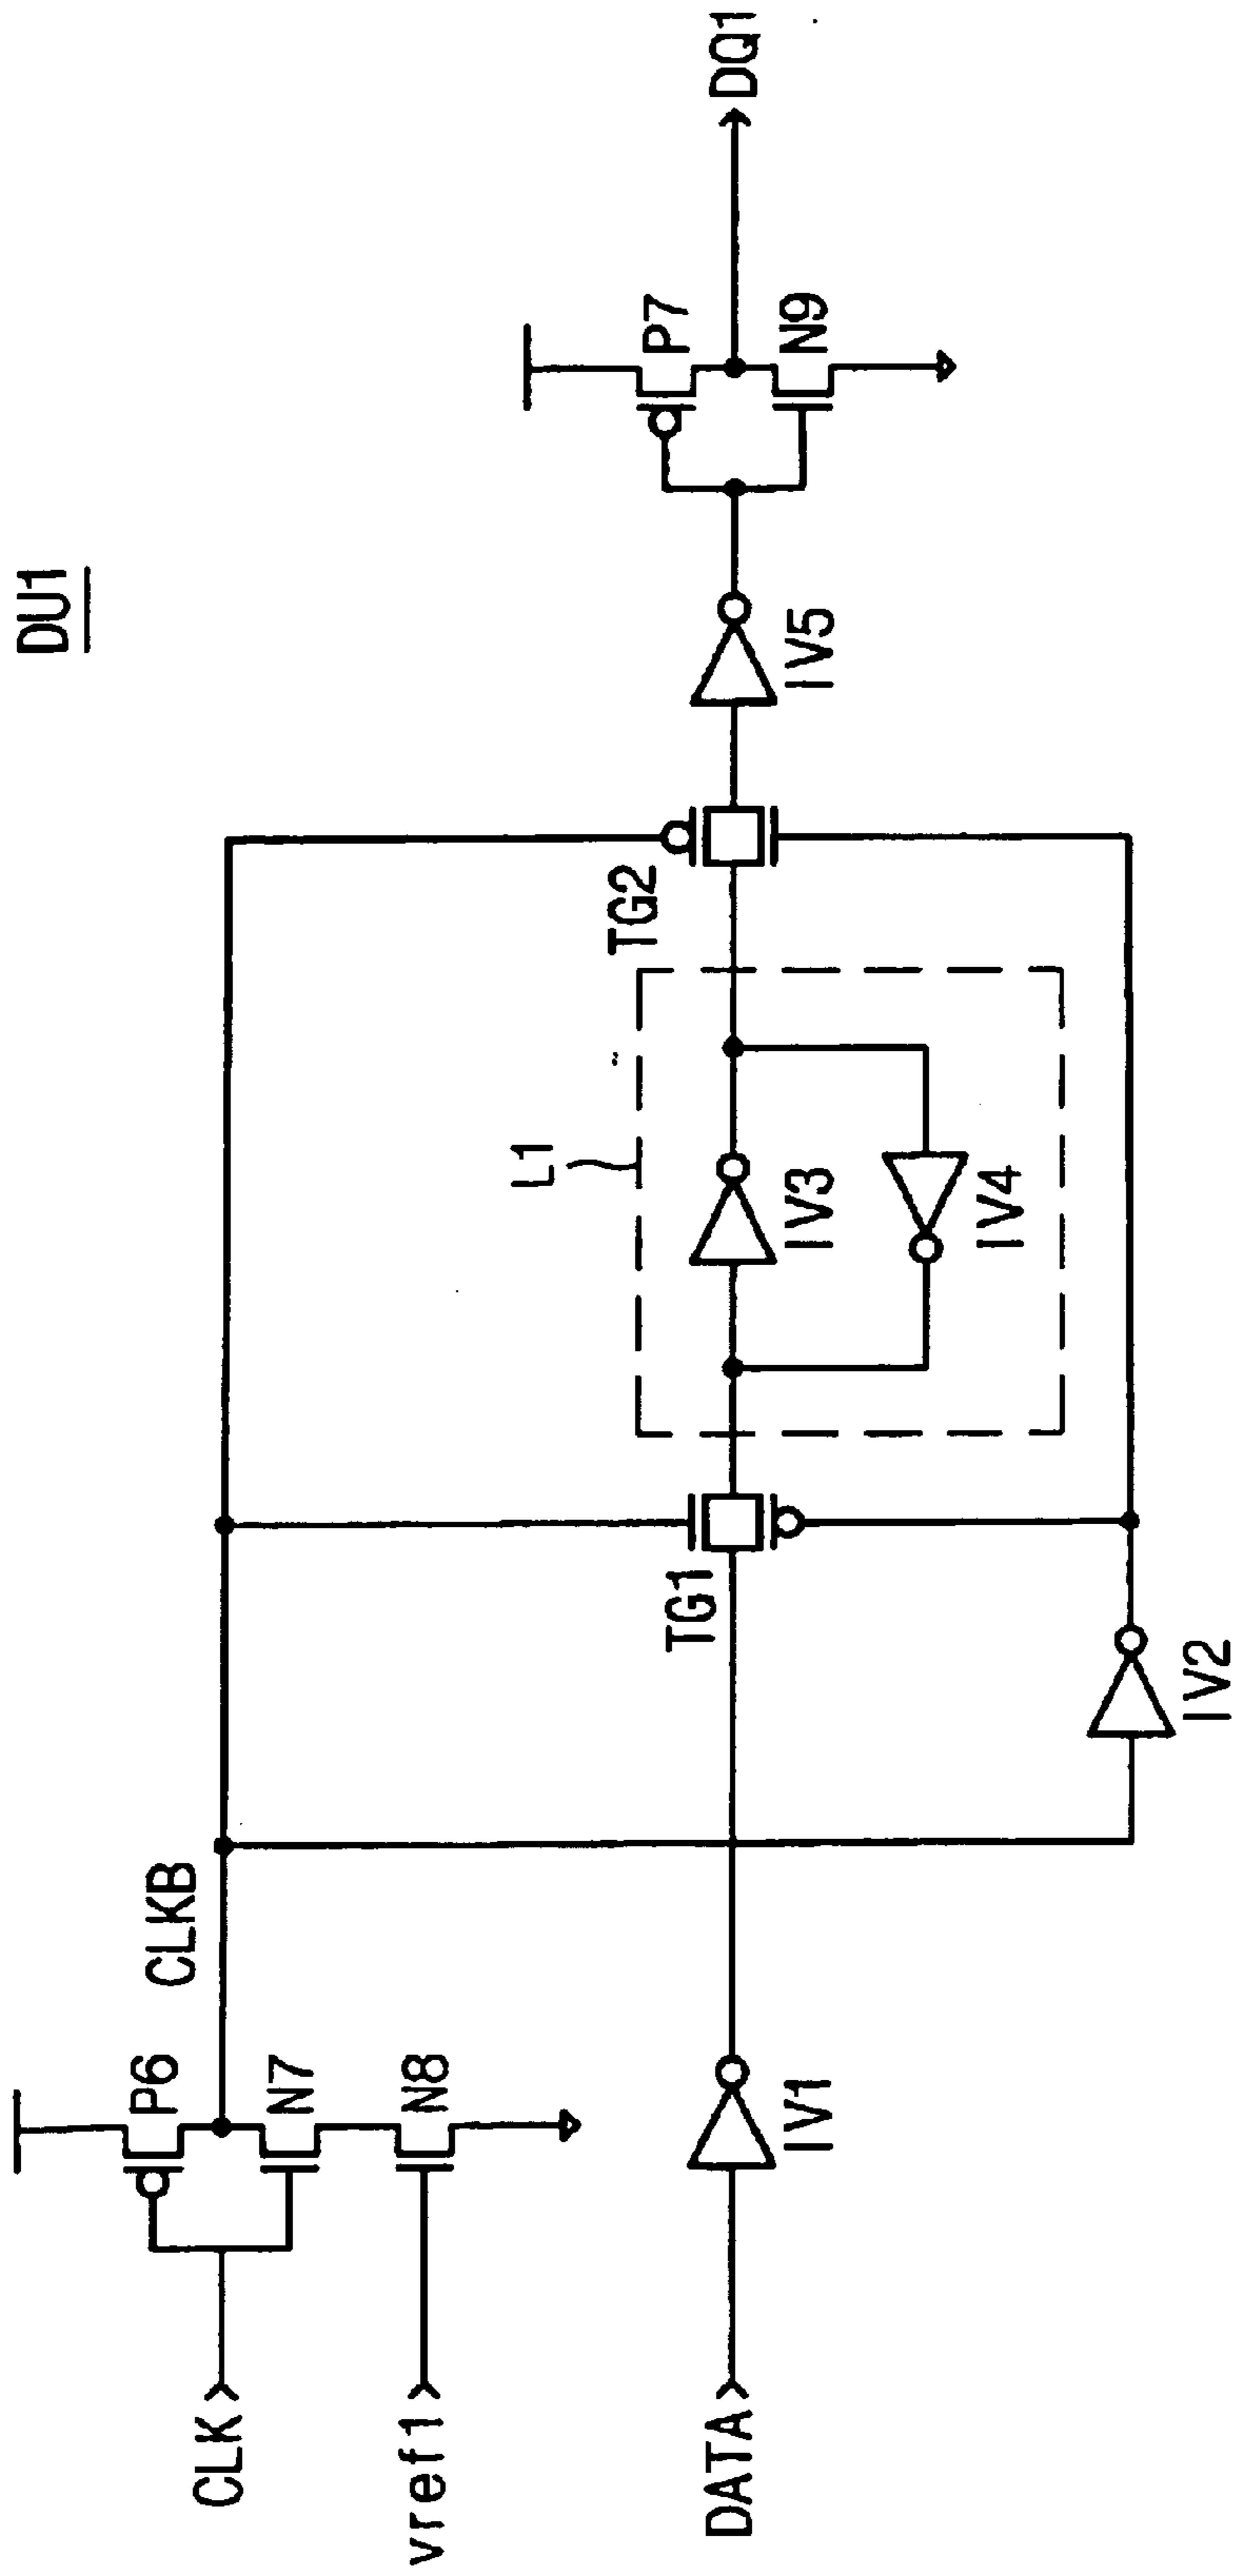 DU1
CLK
P6
CLKB
N7
vref1
N8
DATA
IV1
TG1
L1
IV3
IV4
TG2
IV5
P7
N9
DQ1
IV2